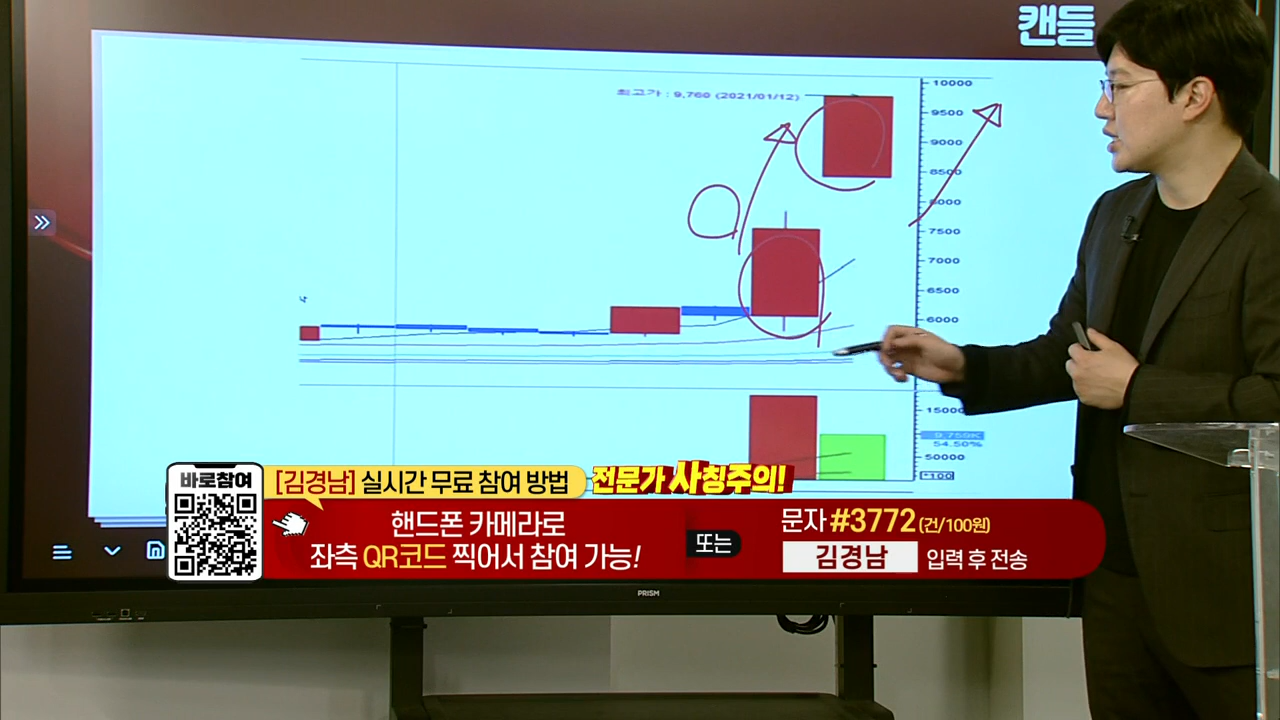 캔들
최고가 : 9,760 (2021/01/12)
10000
9500
9000
8500
8000
7500
7000
6500
6000
15000
9,759K
54.50%
50000
*100
바로참여
[김경남] 실시간 무료 참여 방법
전문가 사칭주의!
핸드폰 카메라로
좌측 QR코드 찍어서 참여 가능!
또는
문자 #3772 (건/100원)
김경남 입력 후 전송
PRISM